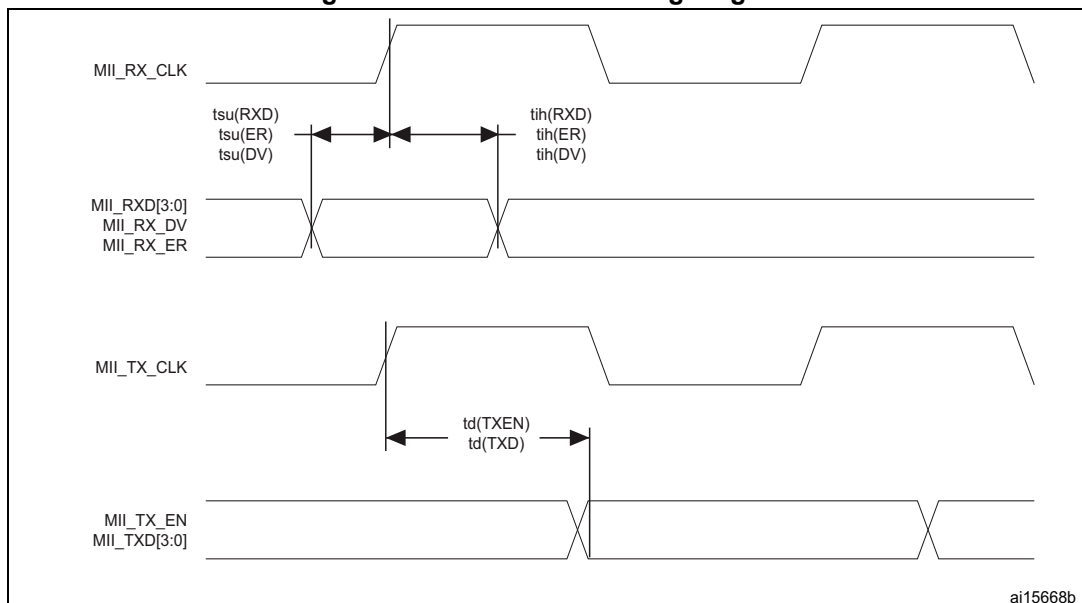 MII_RX_CLK
tsu(RXD)
tsu(ER)
tsu(DV)
tih(RXD)
tih(ER)
tih(DV)
MII_RXD[3:0]
MII_RX_DV
MII_RX_ER
MII_TX_CLK
td(TXEN)
td(TXD)
MII_TX_EN
MII_TXD[3:0]
ai15668b